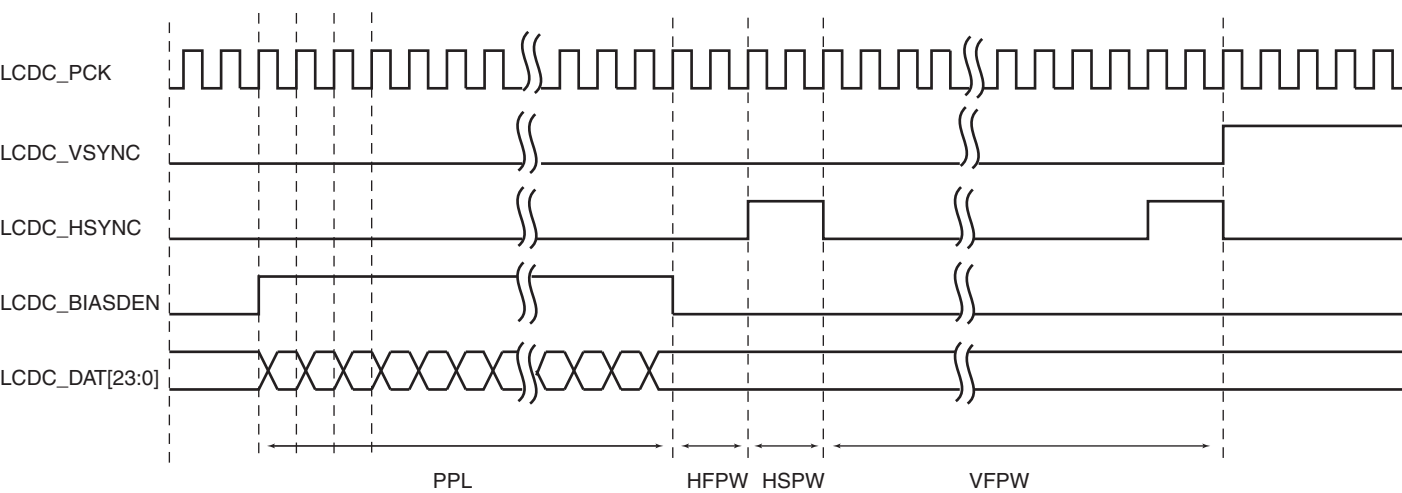 LCDC_PCK
LCDC_VSYNC
LCDC_HSYNC
LCDC_BIASDEN
LCDC_DAT[23:0]
PPL HFPW HSPW VFPW